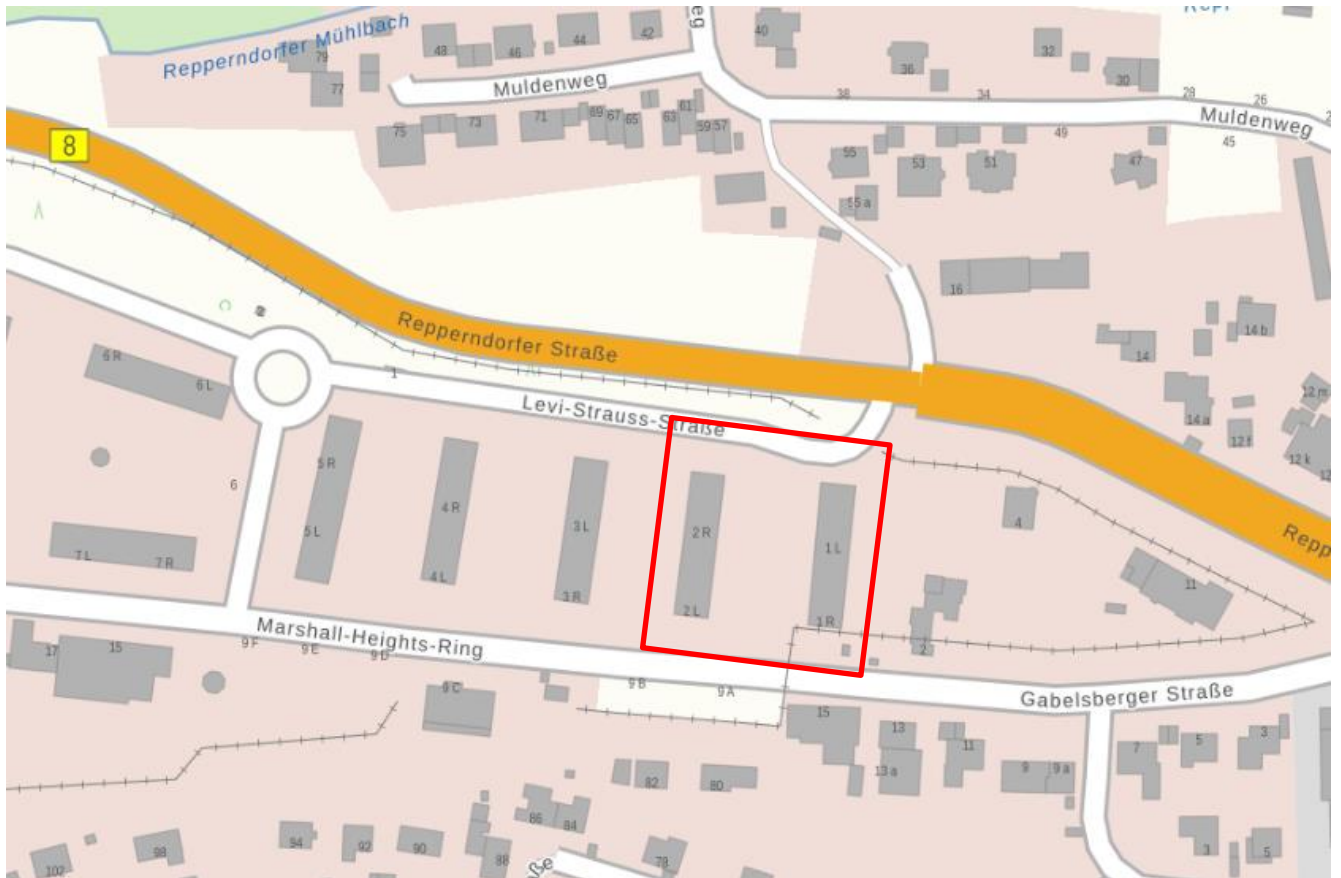 Repperndorfer Mühlbach
79
77
48
46
44
42
40
36
32
30
Muldenweg
38
34
28
26
75
73
71
69
67
65
63
61
59
57
49
Muldenweg
45
8
55
53
51
47
55 a
16
14 b
14
Repperndorfer Straße
6 R
6 L
1
Levi-Strauss-Straße
14 a
12 m
12 f
12 k
5 R
4 R
3 L
2 R
1 L
6
5 L
4 L
3 R
2 L
1 R
7 L
7 R
4
11
2
Marshall-Heights-Ring
17
15
9 F
9 E
9 D
9 C
9 B
9 A
Gabelsberger Straße
15
13
13 a
11
9
9 a
7
5
3
82
80
86
84
94
92
90
88
78
98
102
3
5